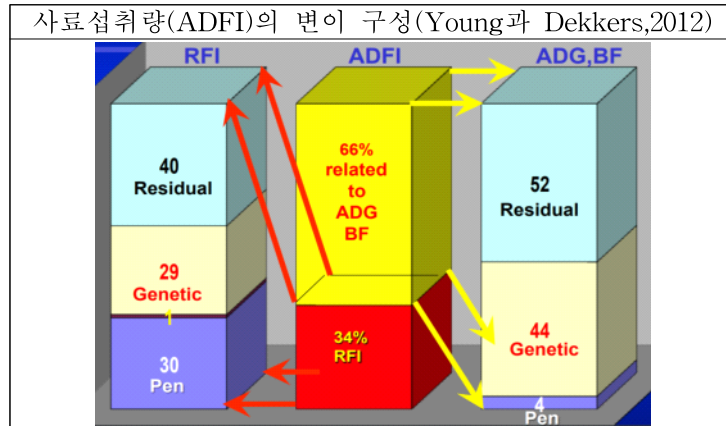 사료섭취량(ADFI)의 변이 구성(Young과 Dekkers,2012)
RFI
ADFI
ADG,BF
40
Residual
29
Genetic
1
30
Pen
66%
related
to
ADG
BF
34%
RFI
52
Residual
44
Genetic
4
Pen